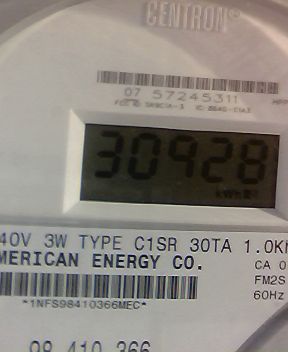 CENTRON®
07 57245311
30928
kWh
40V 3W TYPE C1SR 30TA 1.0K
MERICAN ENERGY CO.
CA 0
FM2S
60Hz
*1NFS98410366MEC*
98 410 366